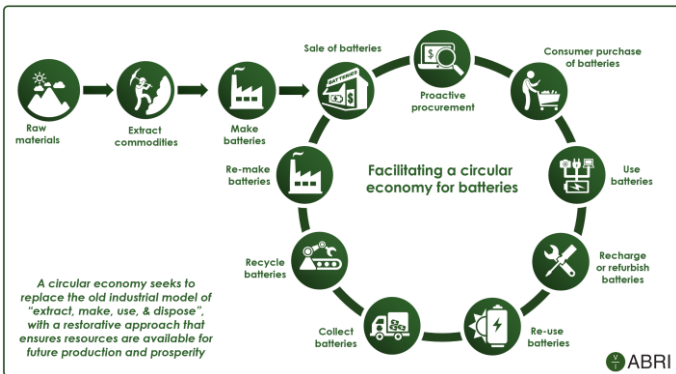 Sale of batteries
Consumer purchase
of batteries
Proactive
procurement
BATTERIES
$
$
$
Raw
materials
Extract
commodities
Make
batteries
Re-make
batteries
Facilitating a circular
economy for batteries
Use
batteries
Recycle
batteries
Recharge
or refurbish
batteries
A circular economy seeks to
replace the old industrial model of
"extract, make, use, & dispose",
with a restorative approach that
ensures resources are available for
future production and prosperity
Collect
batteries
Re-use
batteries
ABRI